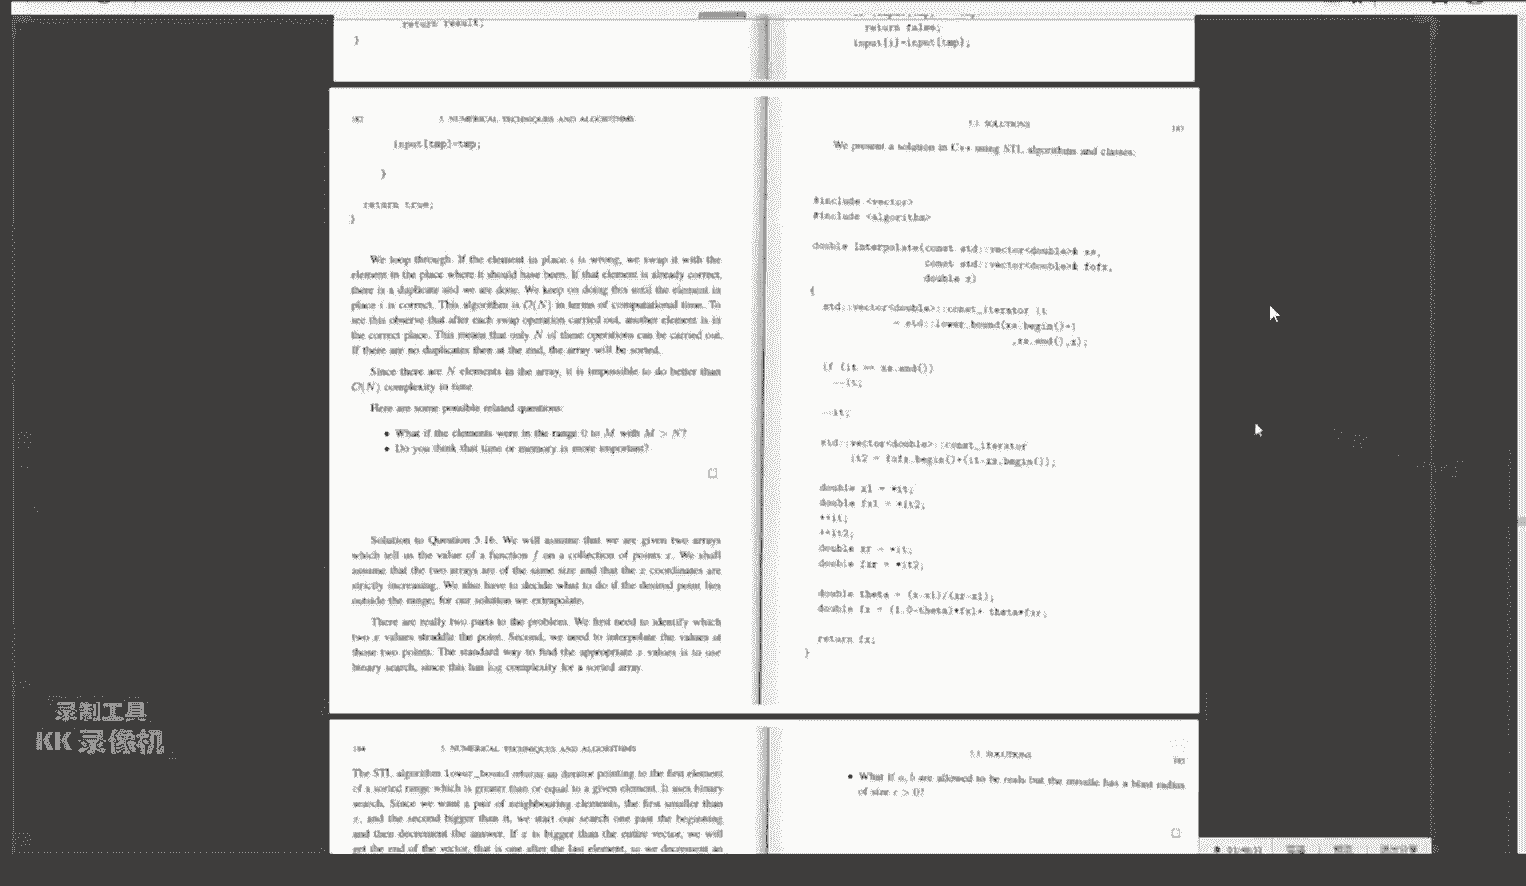 return result;
}
return false;
input[i]=input[tmp];
182
5. NUMERICAL TECHNIQUES AND ALGORITHMS
input[tmp]=tmp;
}
return true;
}
We loop through. If the element in place i is wrong, we swap it with the
element in the place where it should have been. If that element is already correct,
there is a duplicate and we are done. We keep on doing this until the element in
place i is correct. This algorithm is O(N) in terms of computational time. To
see this observe that after each swap operation carried out, another element is in
the correct place. This means that only N of these operations can be carried out.
If there are no duplicates then at the end, the array will be sorted.
Since there are N elements in the array, it is impossible to do better than
O(N) complexity in time.
Here are some possible related questions:
• What if the elements were in the range 0 to M with M > N?
• Do you think that time or memory is more important?
□
Solution to Question 5.16. We will assume that we are given two arrays
which tell us the value of a function f on a collection of points x. We shall
assume that the two arrays are of the same size and that the x coordinates are
strictly increasing. We also have to decide what to do if the desired point lies
outside the range; for our solution we extrapolate.
There are really two parts to the problem. We first need to identify which
two x values straddle the point. Second, we need to interpolate the values at
those two points. The standard way to find the appropriate x values is to use
binary search, since this has log complexity for a sorted array.
5.3 SOLUTIONS
183
We present a solution in C++ using STL algorithms and classes:
#include <vector>
#include <algorithm>
double Interpolate(const std::vector<double>& xs,
const std::vector<double>& fofx,
double x)
{
std::vector<double>::const_iterator it
= std::lower_bound(xs.begin()+1
,xs.end(),x);
if (it == xs.end())
--it;
--it;
std::vector<double>::const_iterator
it2 = fofx.begin()+(it-xs.begin());
double xl = *it;
double fxl = *it2;
++it;
++it2;
double xr = *it;
double fxr = *it2;
double theta = (x-xl)/(xr-xl);
double fx = (1.0-theta)*fxl+ theta*fxr;
return fx;
}
184
5. NUMERICAL TECHNIQUES AND ALGORITHMS
The STL algorithm lower_bound returns an iterator pointing to the first element
of a sorted range which is greater than or equal to a given element. It uses binary
search. Since we want a pair of neighbouring elements, the first smaller than
x, and the second bigger than it, we start our search one past the beginning
and then decrement the answer. If x is bigger than the entire vector, we will
get the end of the vector, that is one after the last element, so we decrement an
5.3 SOLUTIONS
185
• What if a, b are allowed to be reals but the missile has a blast radius
of size ε > 0?
□
录制工具
KK 录像机